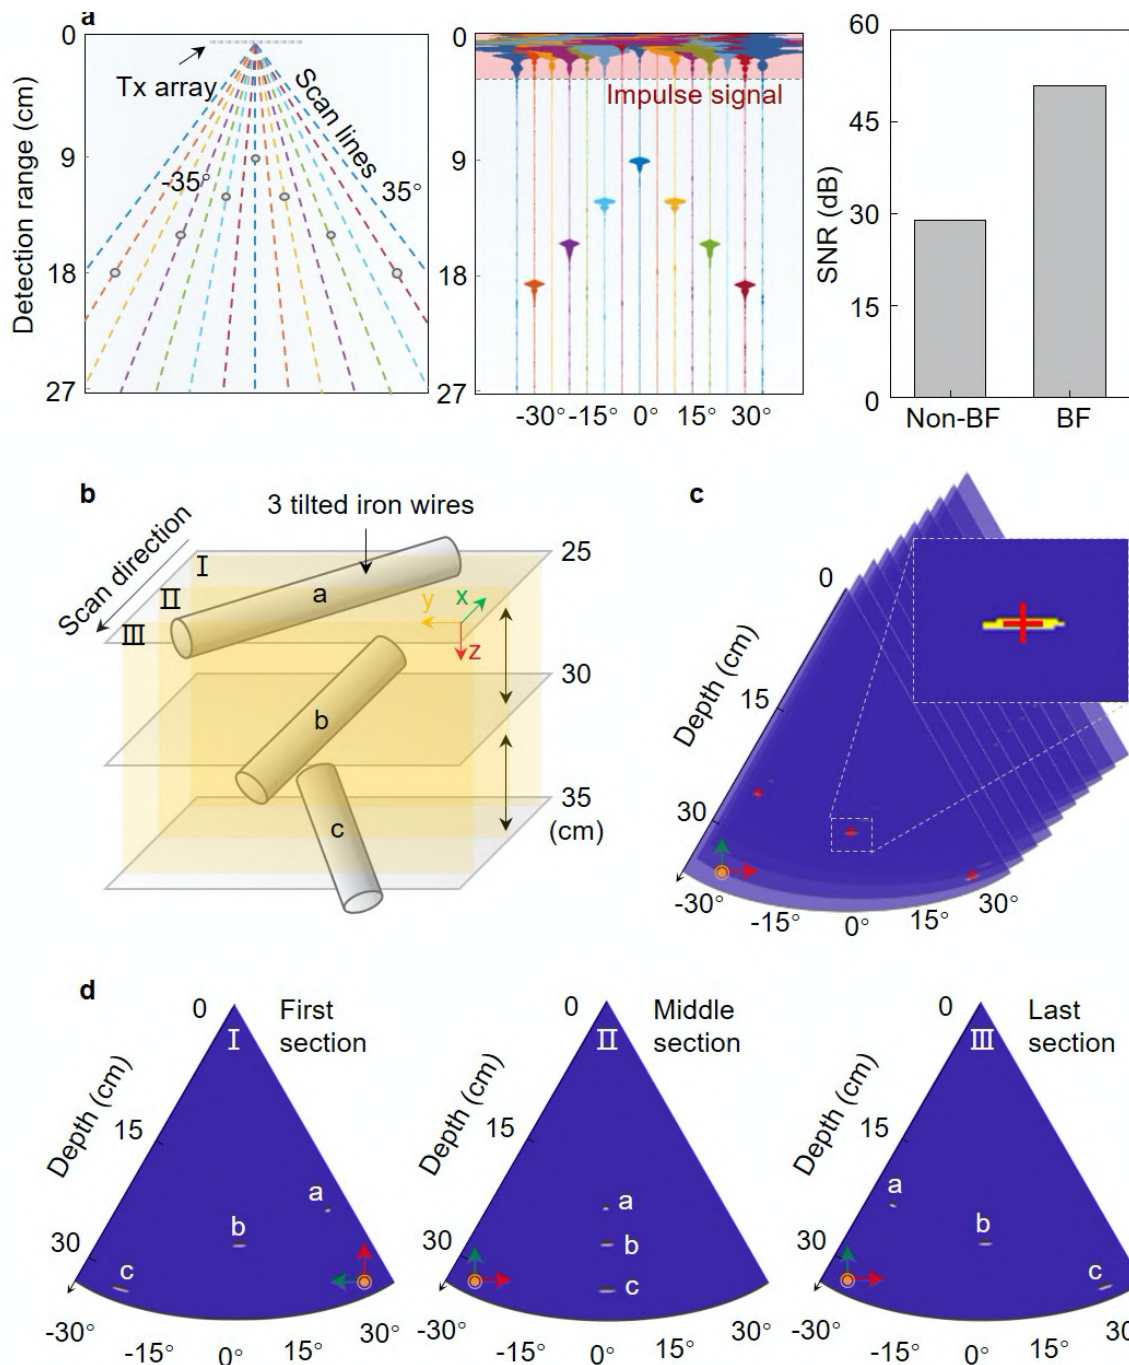 a
0
9
18
27
Detection range (cm)
Tx array
Scan lines
-35°
35°
0
9
18
27
Impulse signal
-30°
-15°
0°
15°
30°
60
45
30
15
0
SNR (dB)
Non-BF
BF
b
3 tilted iron wires
Scan direction
I
II
III
a
b
c
x
y
z
25
30
35
(cm)
c
0
15
30
Depth (cm)
-30°
-15°
0°
15°
30°
d
0
I
First
section
Depth (cm)
15
30
a
b
c
-30°
-15°
0°
15°
30°
0
II
Middle
section
Depth (cm)
15
30
a
b
c
-30°
-15°
0°
15°
30°
0
III
Last
section
Depth (cm)
15
30
a
b
c
-30°
-15°
0°
15°
30°